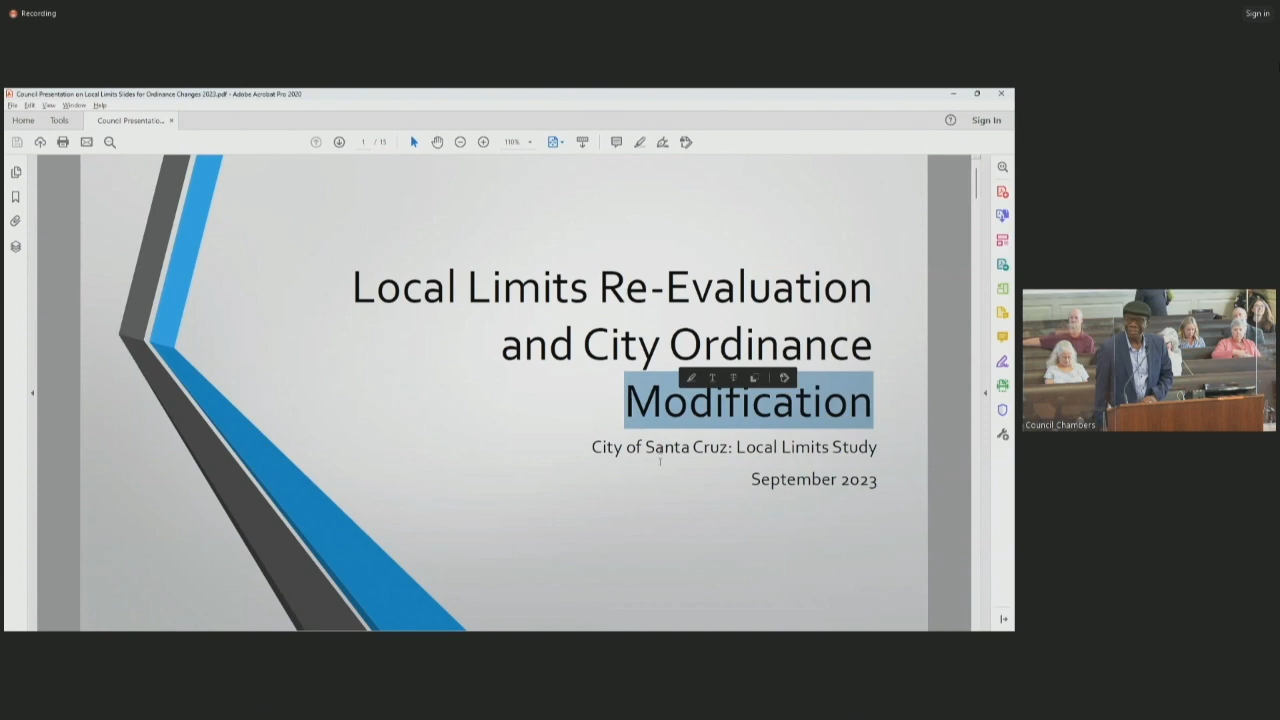 Recording
Sign in
Council Presentation on Local Limits Slides for Ordinance Changes 2023.pdf - Adobe Acrobat Pro 2020
File Edit View Window Help
Home Tools Council Presentatio... × Sign In
1 / 15 110%
Local Limits Re-Evaluation
and City Ordinance
Modification
City of Santa Cruz: Local Limits Study
September 2023
Council Chambers